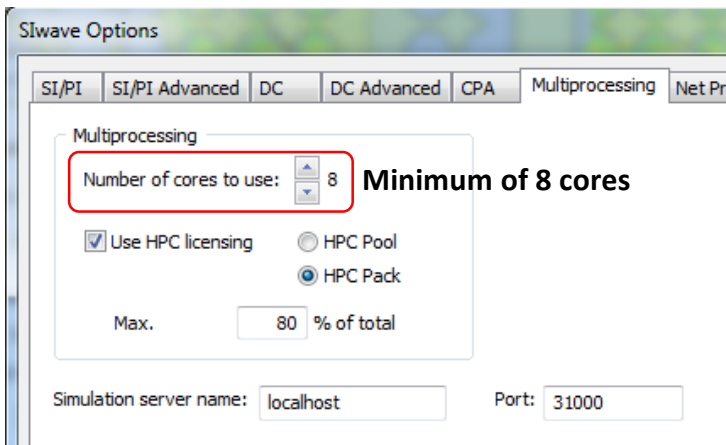 SIwave Options
SI/PI SI/PI Advanced DC DC Advanced CPA Multiprocessing Net Pr
Multiprocessing
Number of cores to use: 8 Minimum of 8 cores
Use HPC licensing HPC Pool
HPC Pack
Max. 80 % of total
Simulation server name: localhost Port: 31000